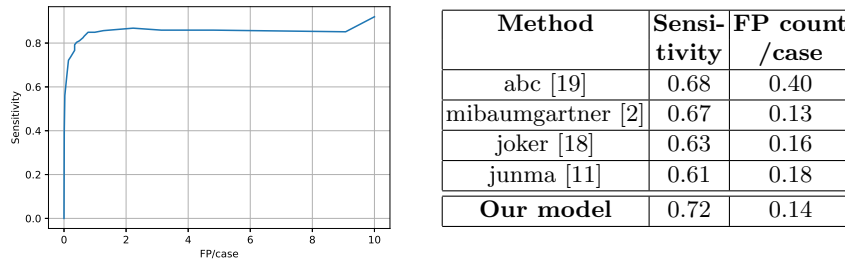 0.8
0.6
0.4
0.2
0.0
Sensitivity
0 2 4 6 8 10
FP/case
Method Sensi- FP count
tivity /case
abc [19] 0.68 0.40
mibaumgartner [2] 0.67 0.13
joker [18] 0.63 0.16
junma [11] 0.61 0.18
Our model 0.72 0.14